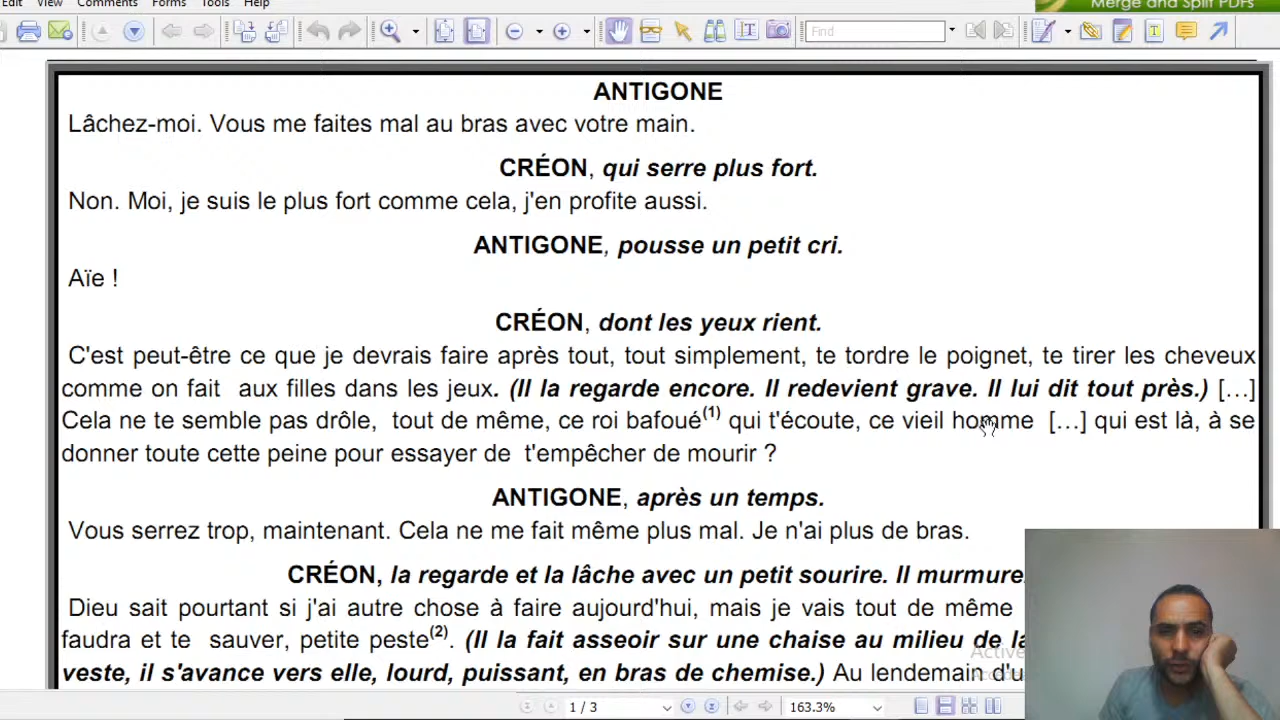 Edit View Comments Forms Tools Help
Merge and Split PDFs
Find
ANTIGONE
Lâchez-moi. Vous me faites mal au bras avec votre main.
CRÉON, qui serre plus fort.
Non. Moi, je suis le plus fort comme cela, j'en profite aussi.
ANTIGONE, pousse un petit cri.
Aïe !
CRÉON, dont les yeux rient.
C'est peut-être ce que je devrais faire après tout, tout simplement, te tordre le poignet, te tirer les cheveux
comme on fait aux filles dans les jeux. (Il la regarde encore. Il redevient grave. Il lui dit tout près.) […]
Cela ne te semble pas drôle, tout de même, ce roi bafoué(1) qui t'écoute, ce vieil homme […] qui est là, à se
donner toute cette peine pour essayer de t'empêcher de mourir ?
ANTIGONE, après un temps.
Vous serrez trop, maintenant. Cela ne me fait même plus mal. Je n'ai plus de bras.
CRÉON, la regarde et la lâche avec un petit sourire. Il murmure.
Dieu sait pourtant si j'ai autre chose à faire aujourd'hui, mais je vais tout de même
faudra et te sauver, petite peste(2). (Il la fait asseoir sur une chaise au milieu de la
veste, il s'avance vers elle, lourd, puissant, en bras de chemise.) Au lendemain d'u
1 / 3
163.3%